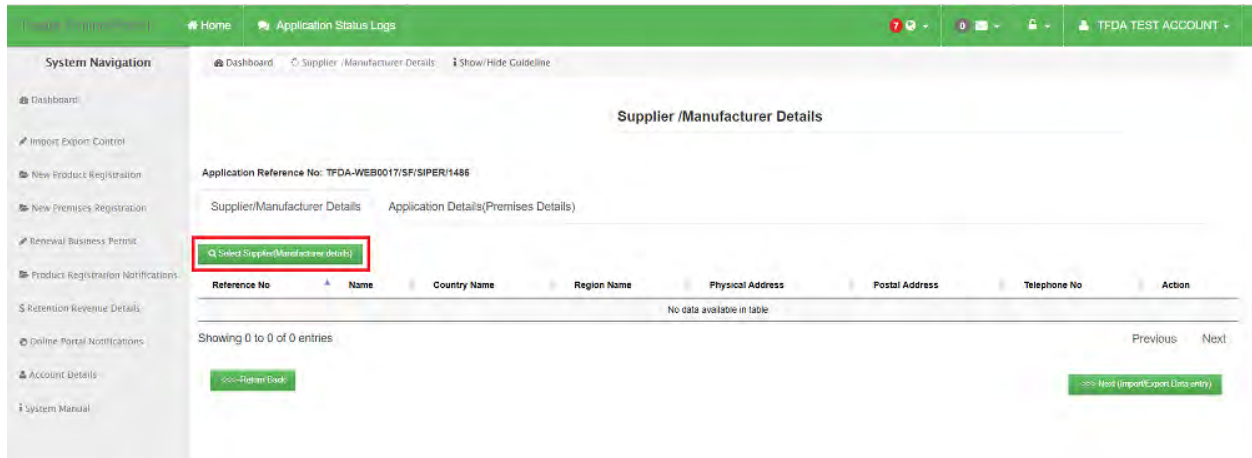 Home Application Status Logs 7 0 TFDA TEST ACCOUNT
System Navigation
Dashboard Supplier /Manufacturer Details Show/Hide Guideline
Dashboard
Supplier /Manufacturer Details
Import Export Control
New Product Registration
Application Reference No: TFDA-WEB0017/SF/SIPER/1486
New Premises Registration
Supplier/Manufacturer Details Application Details(Premises Details)
Renewal Business Permit
Select Supplier(Manufacturer details)
Product Registration Notifications
Reference No Name Country Name Region Name Physical Address Postal Address Telephone No Action
$ Retention Revenue Details
No data available in table
Online Portal Notifications
Showing 0 to 0 of 0 entries Previous Next
Account Details
<<<-Return Back >>> Next (Import/Export Data entry)
System Manual